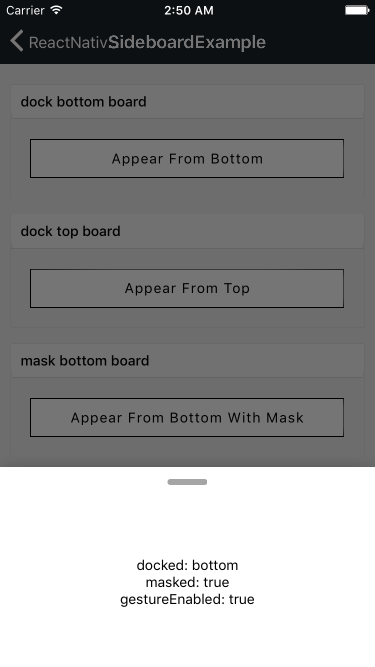 Carrier 2:50 AM
ReactNativ... SideboardExample
dock bottom board
Appear From Bottom
dock top board
Appear From Top
mask bottom board
Appear From Bottom With Mask
docked: bottom
masked: true
gestureEnabled: true